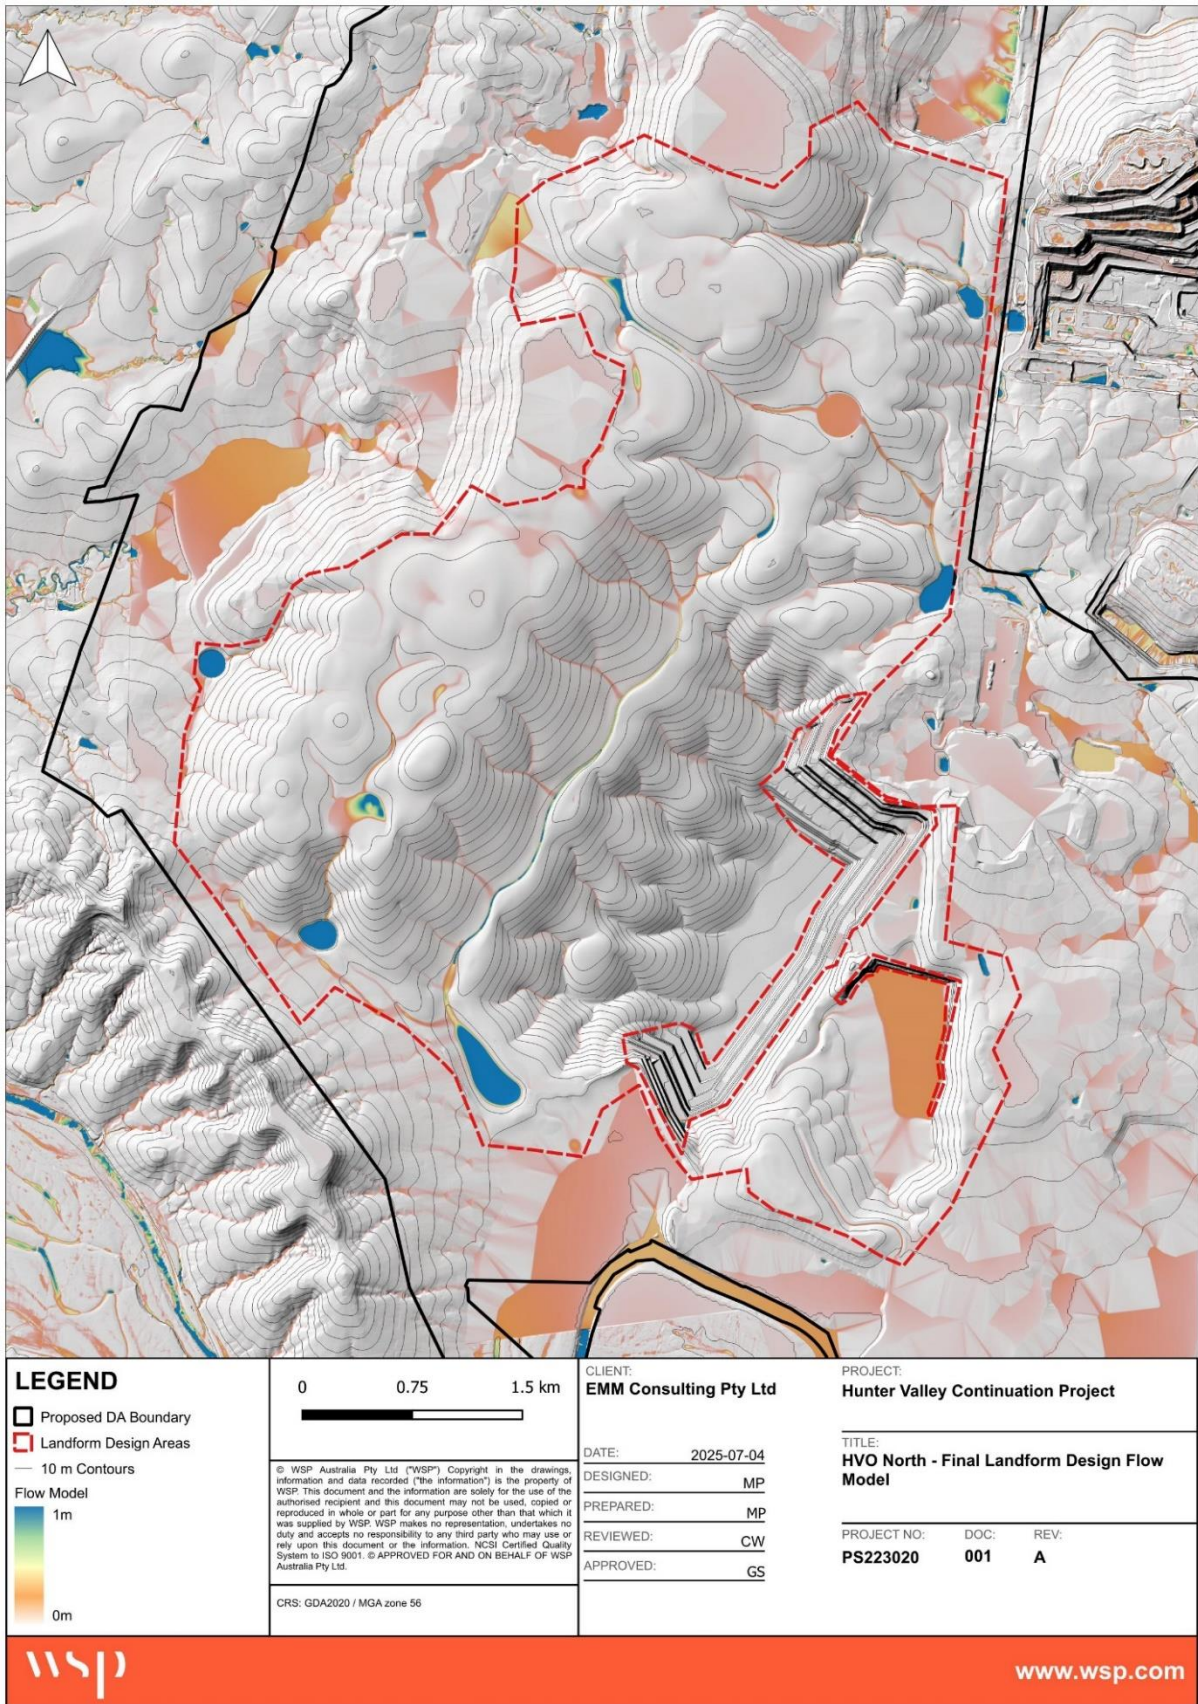 LEGEND
Proposed DA Boundary
Landform Design Areas
10 m Contours
Flow Model
1m
0m
0 0.75 1.5 km
© WSP Australia Pty Ltd ("WSP") Copyright in the drawings,
information and data recorded ("the information") is the property of
WSP. This document and the information are solely for the use of the
authorised recipient and this document may not be used, copied or
reproduced in whole or part for any purpose other than that which it
was supplied by WSP. WSP makes no representation, undertakes no
duty and accepts no responsibility to any third party who may use or
rely upon this document or the information. NCSI Certified Quality
System to ISO 9001. © APPROVED FOR AND ON BEHALF OF WSP
Australia Pty Ltd.
CRS: GDA2020 / MGA zone 56
CLIENT:
EMM Consulting Pty Ltd
DATE: 2025-07-04
DESIGNED: MP
PREPARED: MP
REVIEWED: CW
APPROVED: GS
PROJECT:
Hunter Valley Continuation Project
TITLE:
HVO North - Final Landform Design Flow
Model
PROJECT NO: DOC: REV:
PS223020 001 A
wsp
www.wsp.com